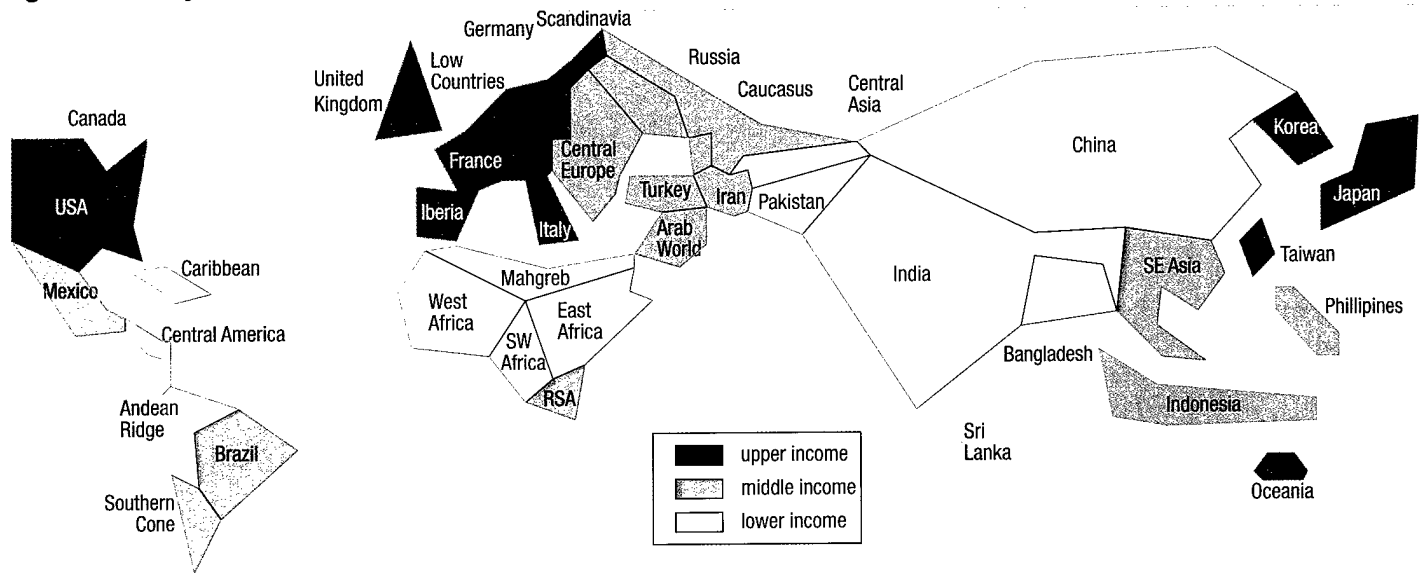 Scandinavia
Germany
Low
Countries
United
Kingdom
Russia
Caucasus
Central
Asia
Canada
USA
France
Central
Europe
Iberia
Italy
Turkey
Iran
Pakistan
Arab
World
China
Korea
Japan
Taiwan
Mexico
Caribbean
Central America
Mahgreb
West
Africa
East
Africa
SW
Africa
RSA
India
SE Asia
Phillipines
Bangladesh
Indonesia
Andean
Ridge
Brazil
Southern
Cone
Sri
Lanka
Oceania
upper income
middle income
lower income